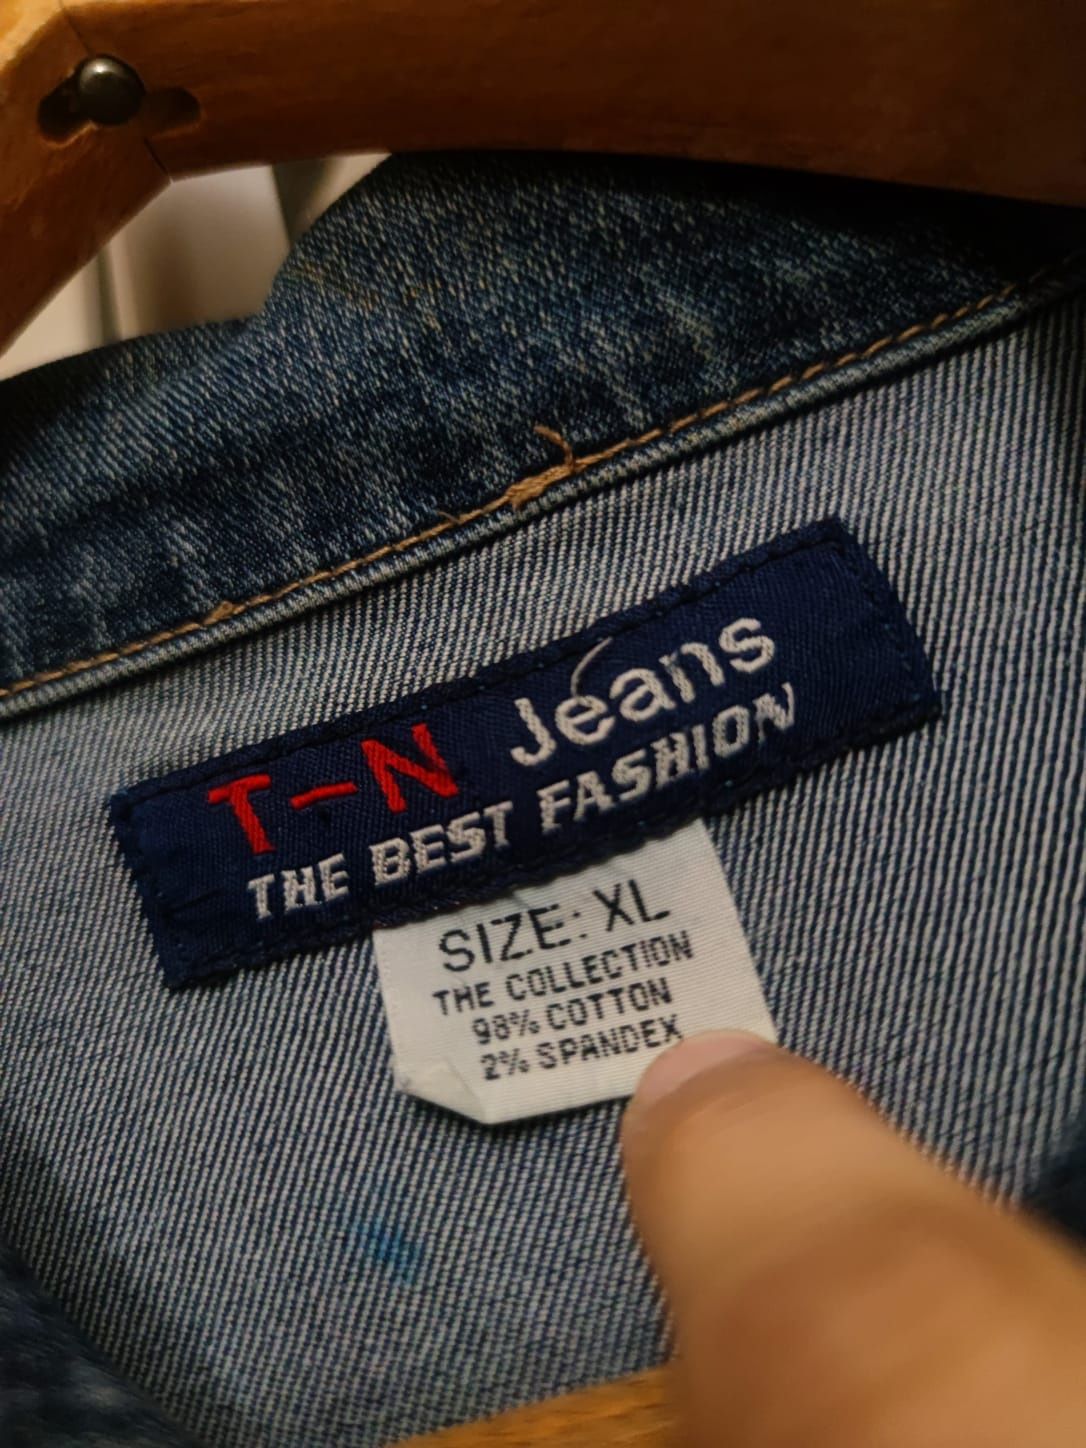 T-N Jeans
THE BEST FASHION
SIZE: XL
THE COLLECTION
98% COTTON
2% SPANDEX